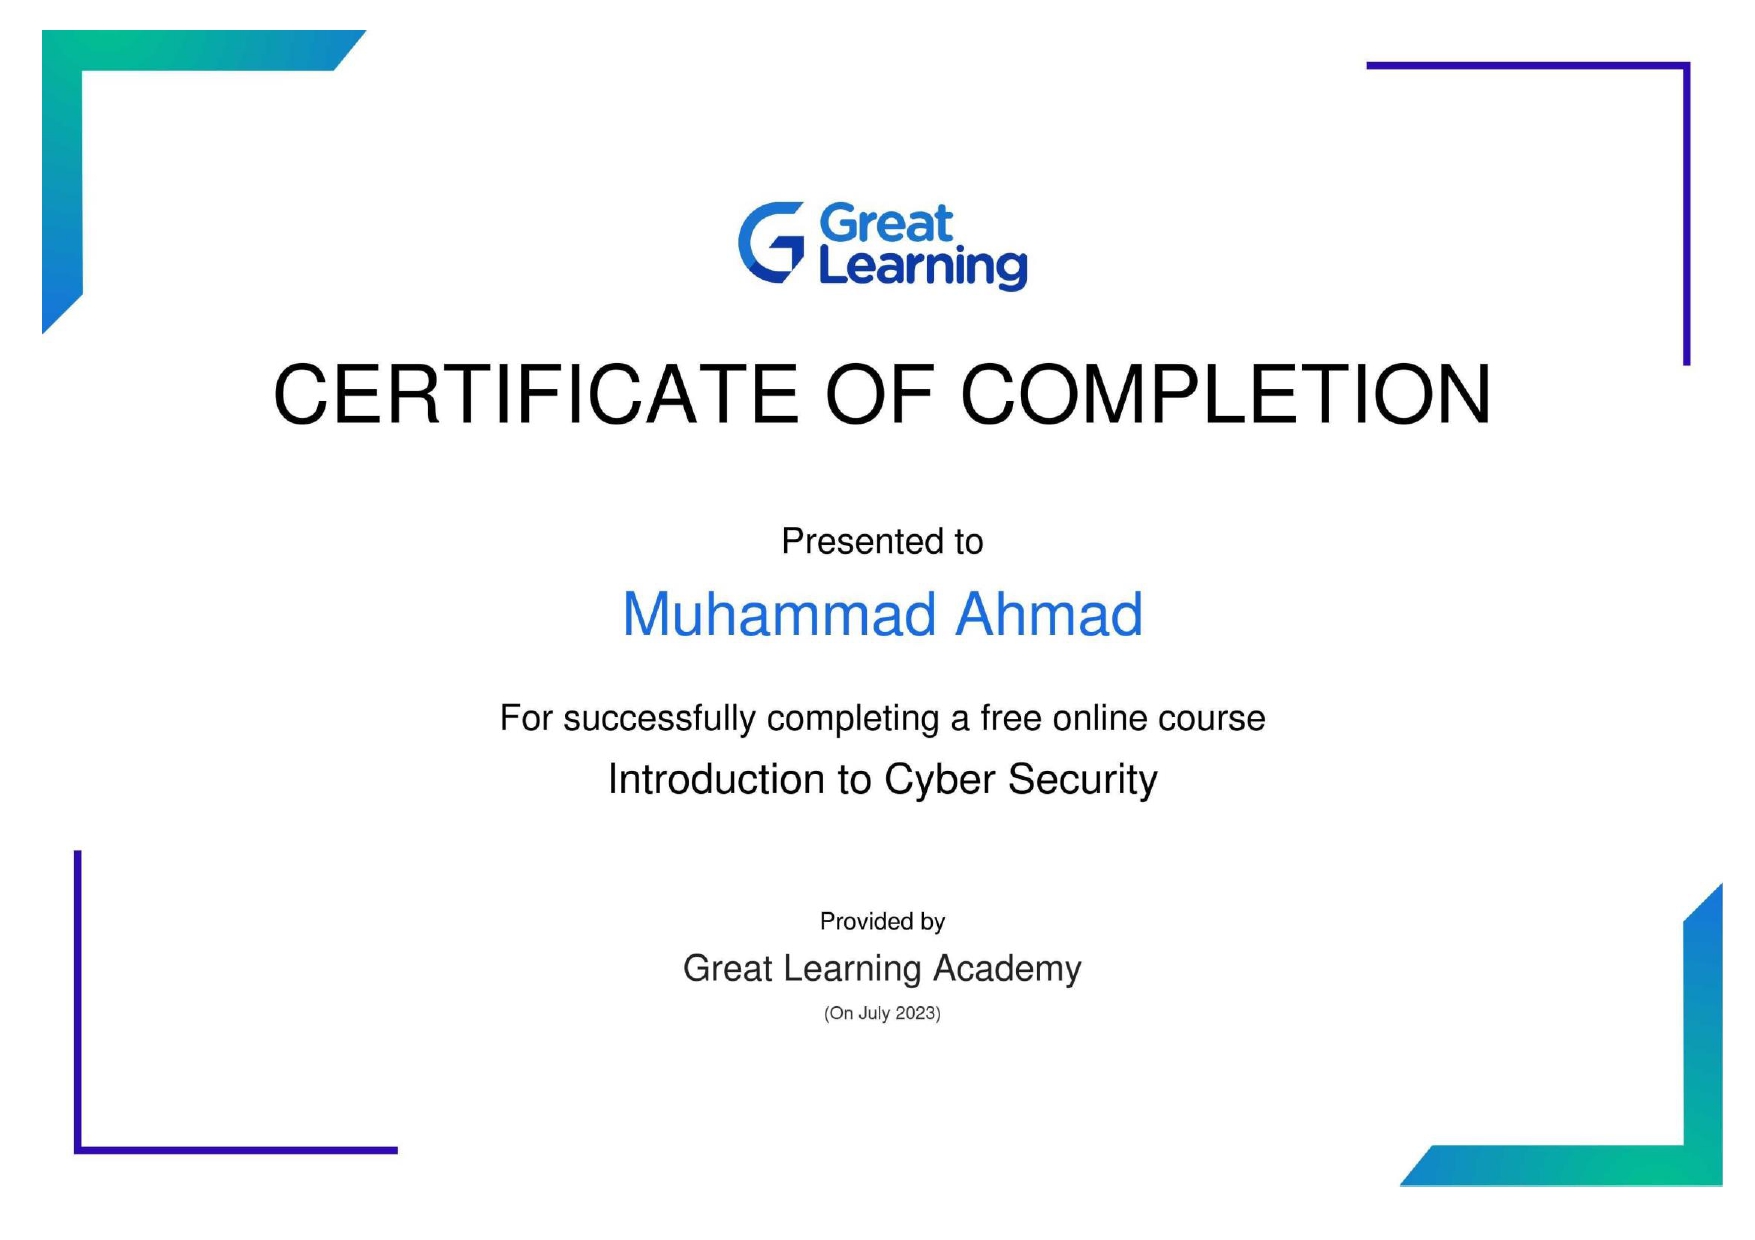 Great
Learning
CERTIFICATE OF COMPLETION
Presented to
Muhammad Ahmad
For successfully completing a free online course
Introduction to Cyber Security
Provided by
Great Learning Academy
(On July 2023)